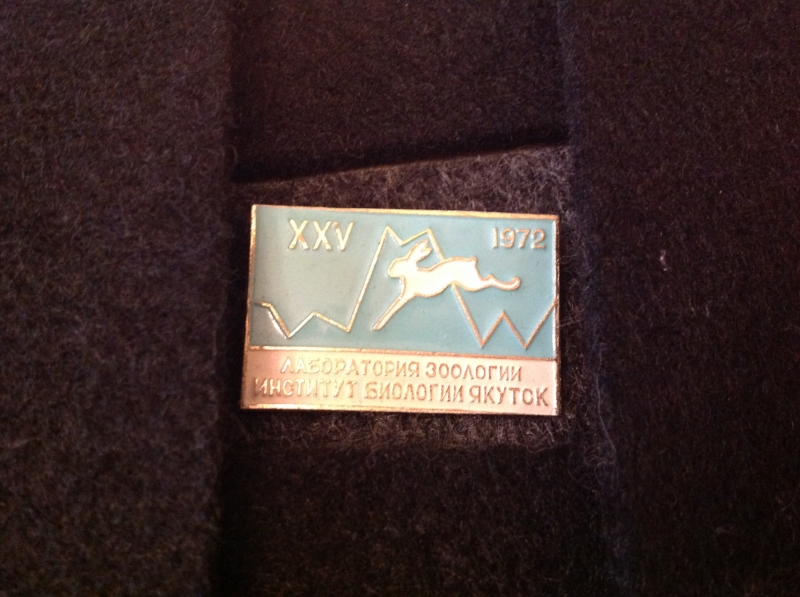 XXV 1972
ЛАБОРАТОРИЯ ЗООЛОГИИ
ИНСТИТУТ БИОЛОГИИ ЯКУТСК